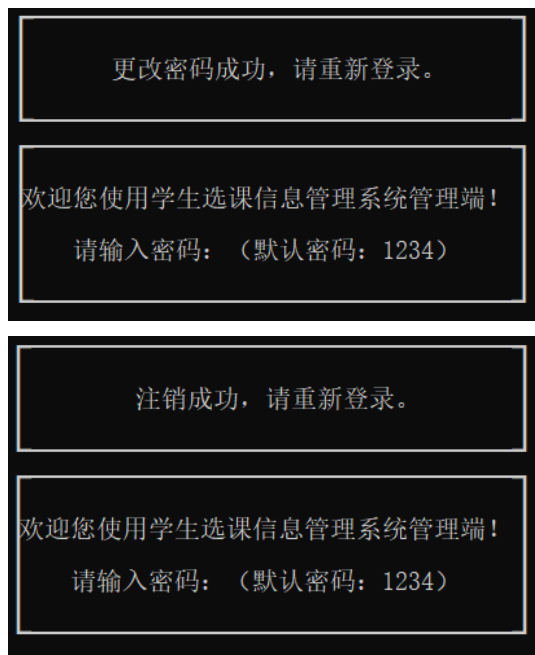 更改密码成功，请重新登录。
欢迎您使用学生选课信息管理系统管理端！
请输入密码：（默认密码：1234）
注销成功，请重新登录。
欢迎您使用学生选课信息管理系统管理端！
请输入密码：（默认密码：1234）